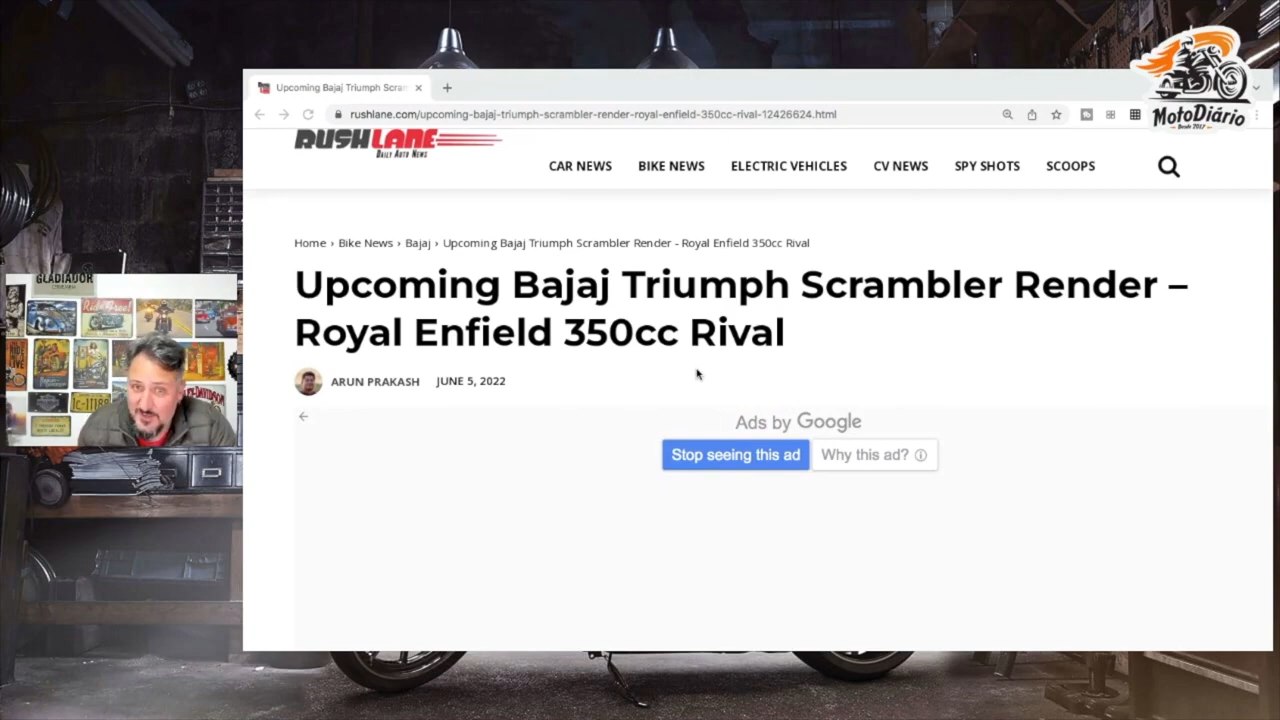 Upcoming Bajaj Triumph Scram
rushlane.com/upcoming-bajaj-triumph-scrambler-render-royal-enfield-350cc-rival-12426624.html
MotoDiário
Desde 2017
RUSHLANE
DAILY AUTO NEWS
CAR NEWS BIKE NEWS ELECTRIC VEHICLES CV NEWS SPY SHOTS SCOOPS
Home › Bike News › Bajaj › Upcoming Bajaj Triumph Scrambler Render - Royal Enfield 350cc Rival
Upcoming Bajaj Triumph Scrambler Render –
Royal Enfield 350cc Rival
ARUN PRAKASH JUNE 5, 2022
Ads by Google
Stop seeing this ad Why this ad?
GLADIADOR